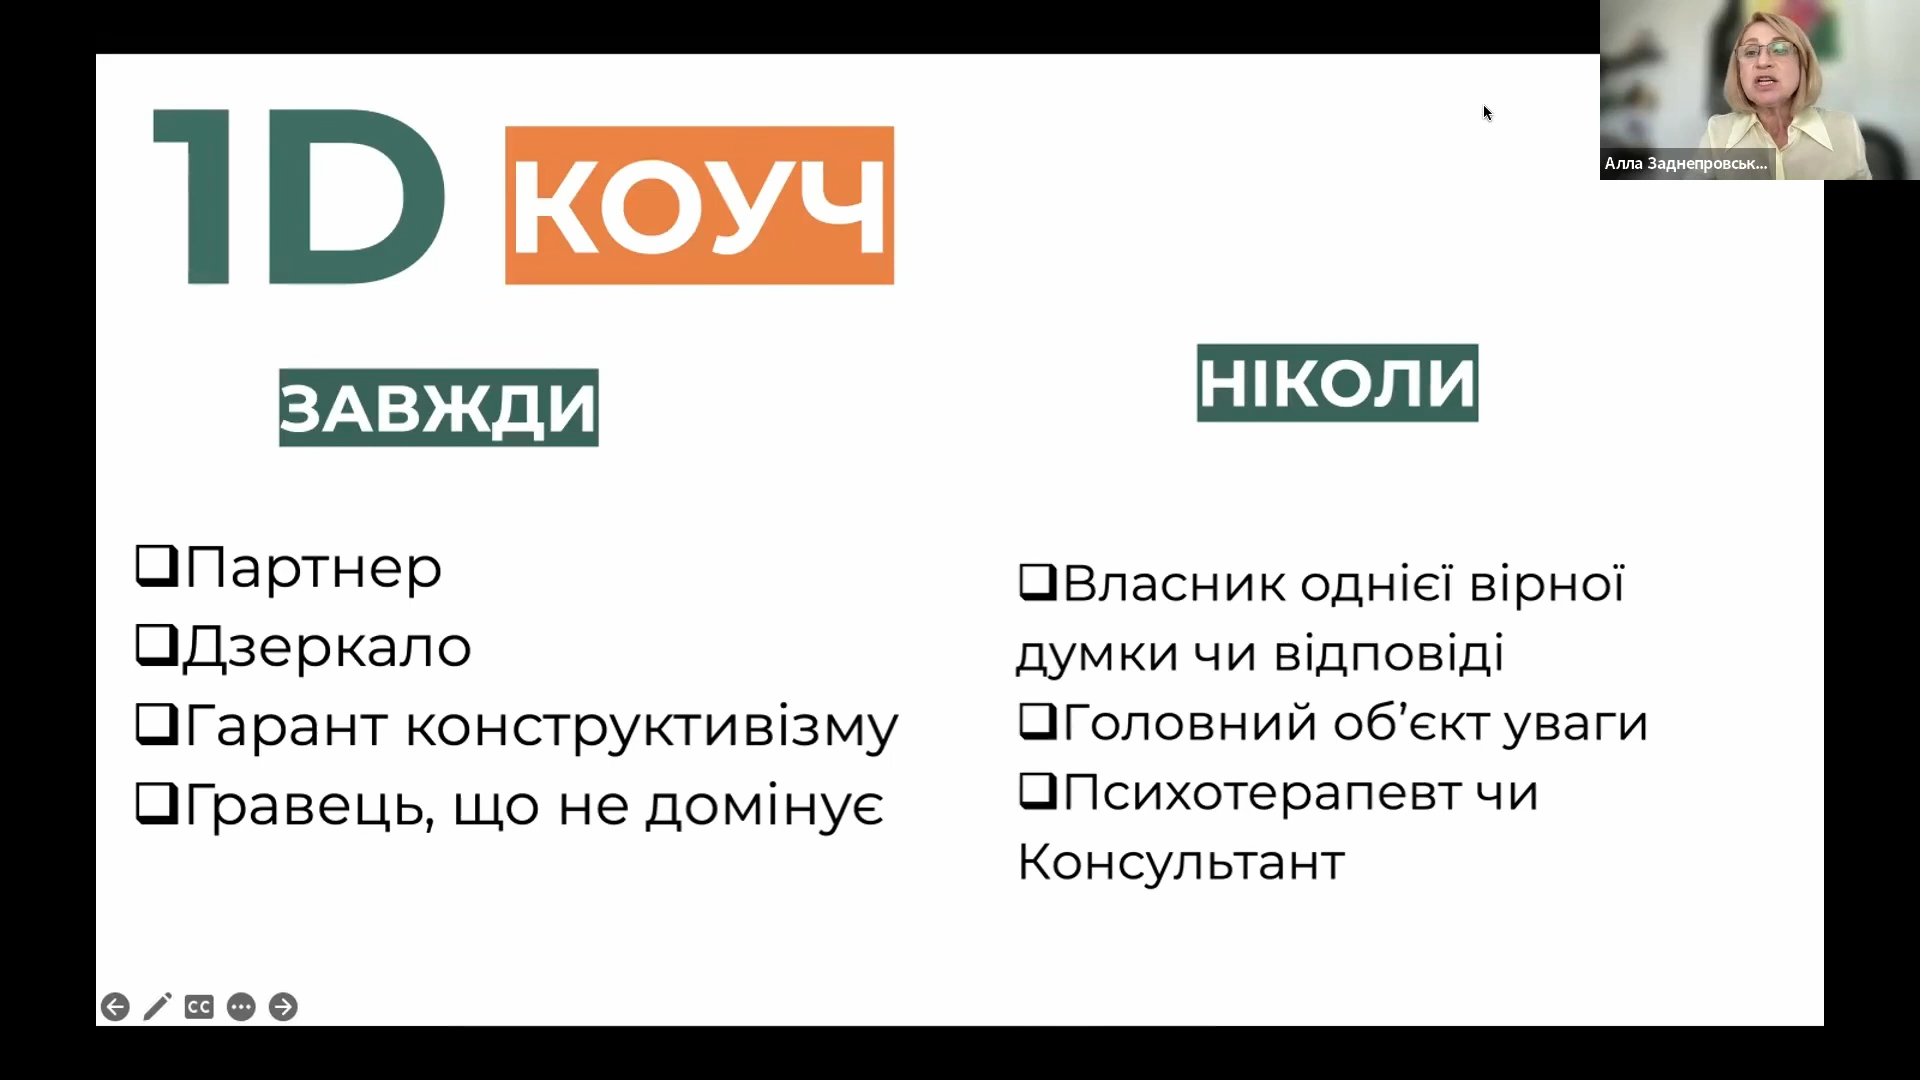 1D КОУЧ
ЗАВЖДИ
Партнер
Дзеркало
Гарант конструктивізму
Гравець, що не домінує
НІКОЛИ
Власник однієї вірної
думки чи відповіді
Головний об’єкт уваги
Психотерапевт чи
Консультант
Алла Заднепровськ...
CC